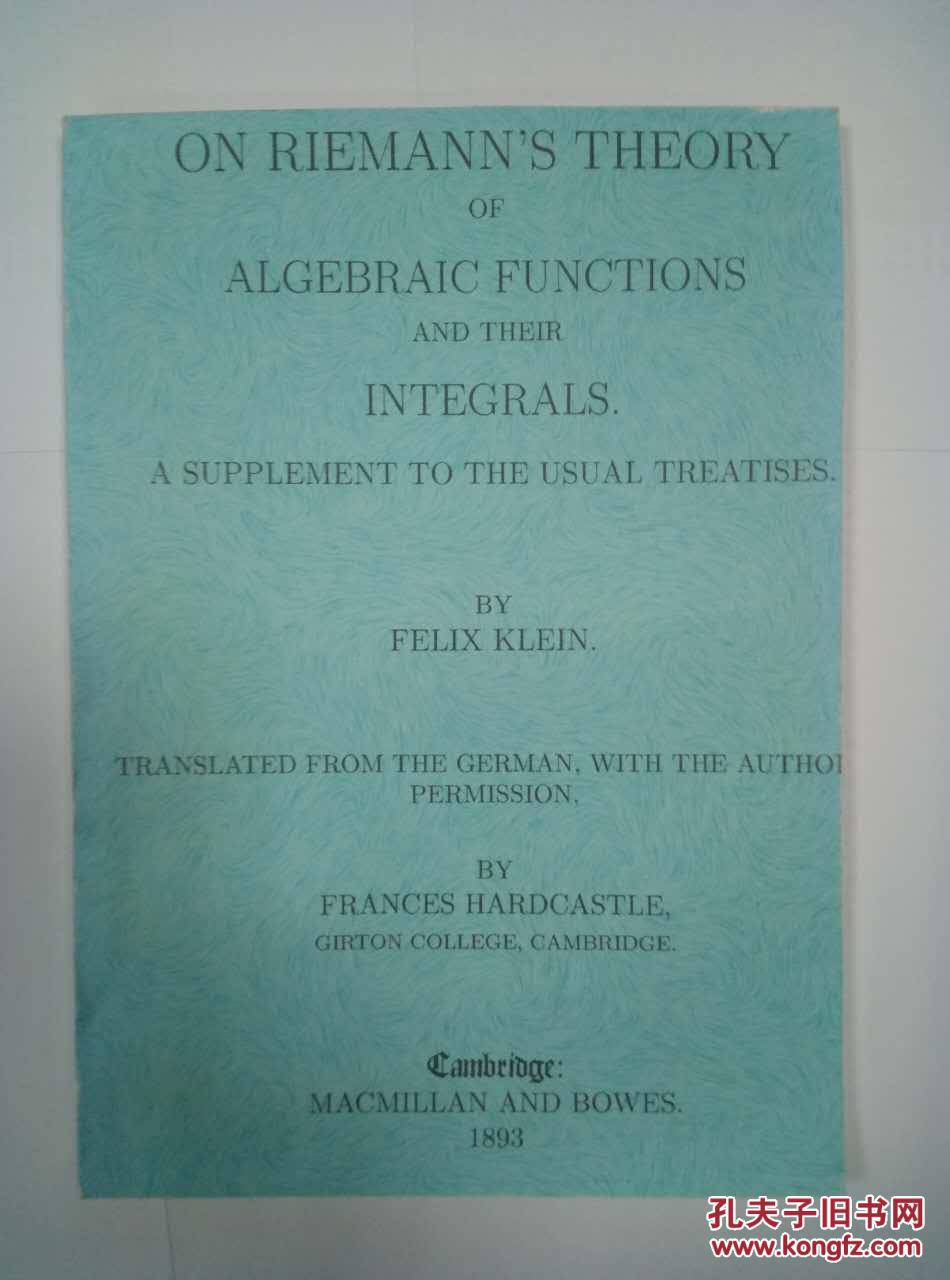 ON RIEMANN'S THEORY
OF
ALGEBRAIC FUNCTIONS
AND THEIR
INTEGRALS.
A SUPPLEMENT TO THE USUAL TREATISES.
BY
FELIX KLEIN.
TRANSLATED FROM THE GERMAN, WITH THE
PERMISSION,
BY
FRANCES HARDCASTLE,
GIRTON COLLEGE, CAMBRIDGE.
Cambridge:
MACMILLAN AND BOWES.
1893
孔夫子旧书网
www.kongfz.com